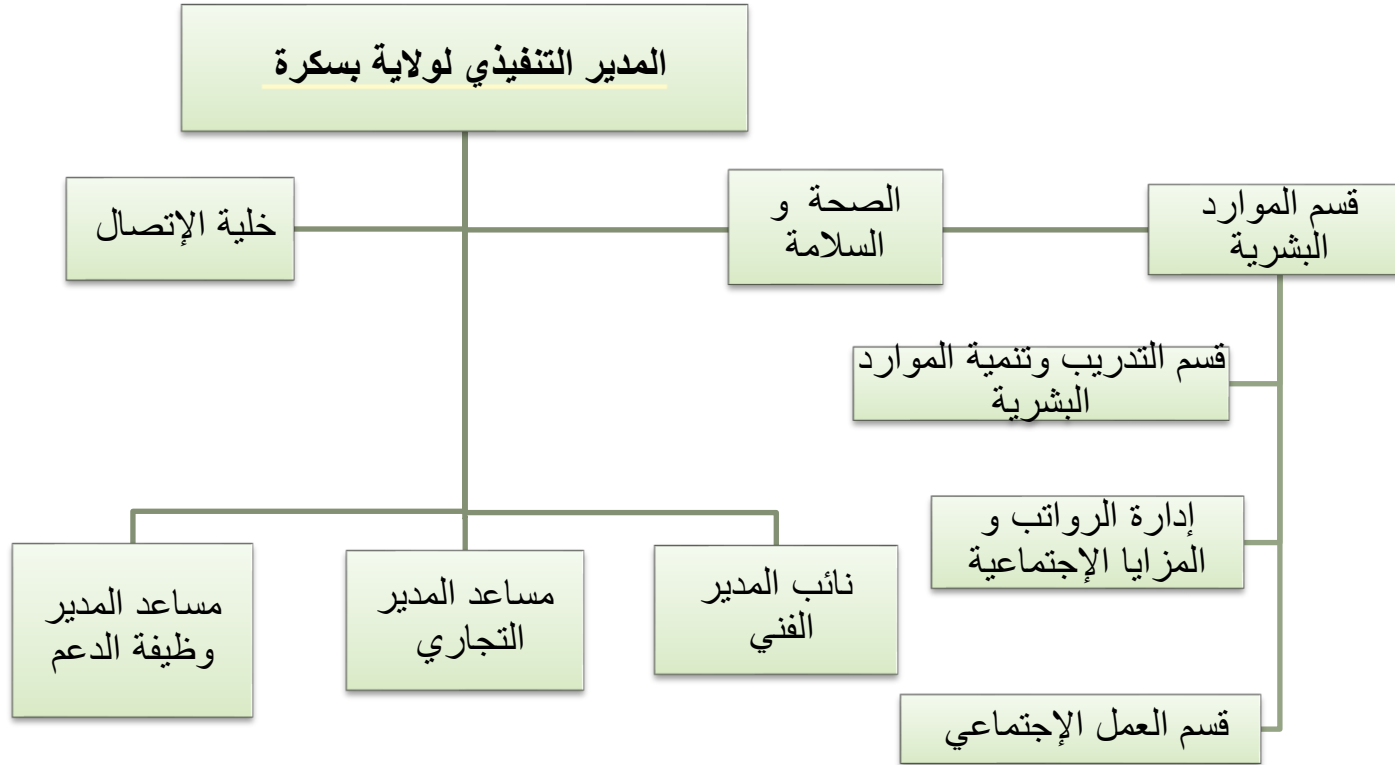 المدير التنفيذي لولاية بسكرة
قسم الموارد
البشرية
الصحة و
السلامة
خلية الإتصال
قسم التدريب وتنمية الموارد
البشرية
إدارة الرواتب و
المزايا الإجتماعية
قسم العمل الإجتماعي
نائب المدير
الفني
مساعد المدير
التجاري
مساعد المدير
وظيفة الدعم